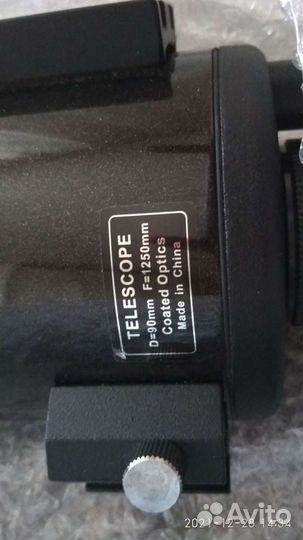 TELESCOPE
D=90mm F=1250mm
Coated Optics
Made in China
Avito
2021-12-28 14:34